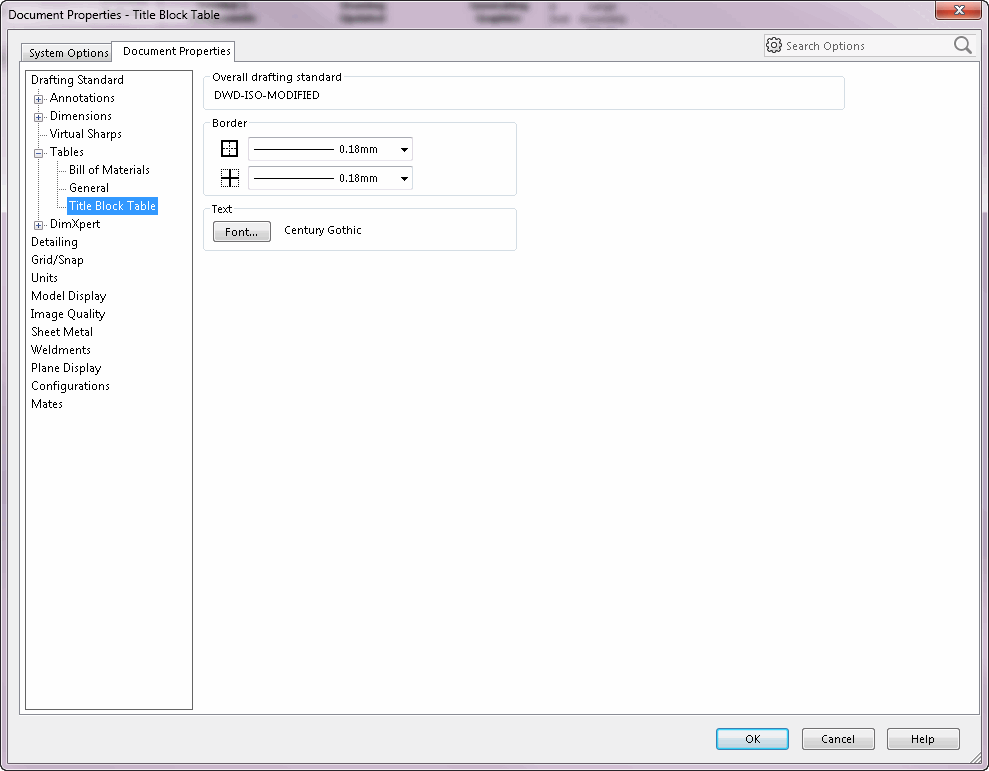 Document Properties - Title Block Table
System Options
Document Properties
Search Options
Drafting Standard
Annotations
Dimensions
Virtual Sharps
Tables
Bill of Materials
General
Title Block Table
DimXpert
Detailing
Grid/Snap
Units
Model Display
Image Quality
Sheet Metal
Weldments
Plane Display
Configurations
Mates
Overall drafting standard
DWD-ISO-MODIFIED
Border
0.18mm
0.18mm
Text
Font...
Century Gothic
OK
Cancel
Help